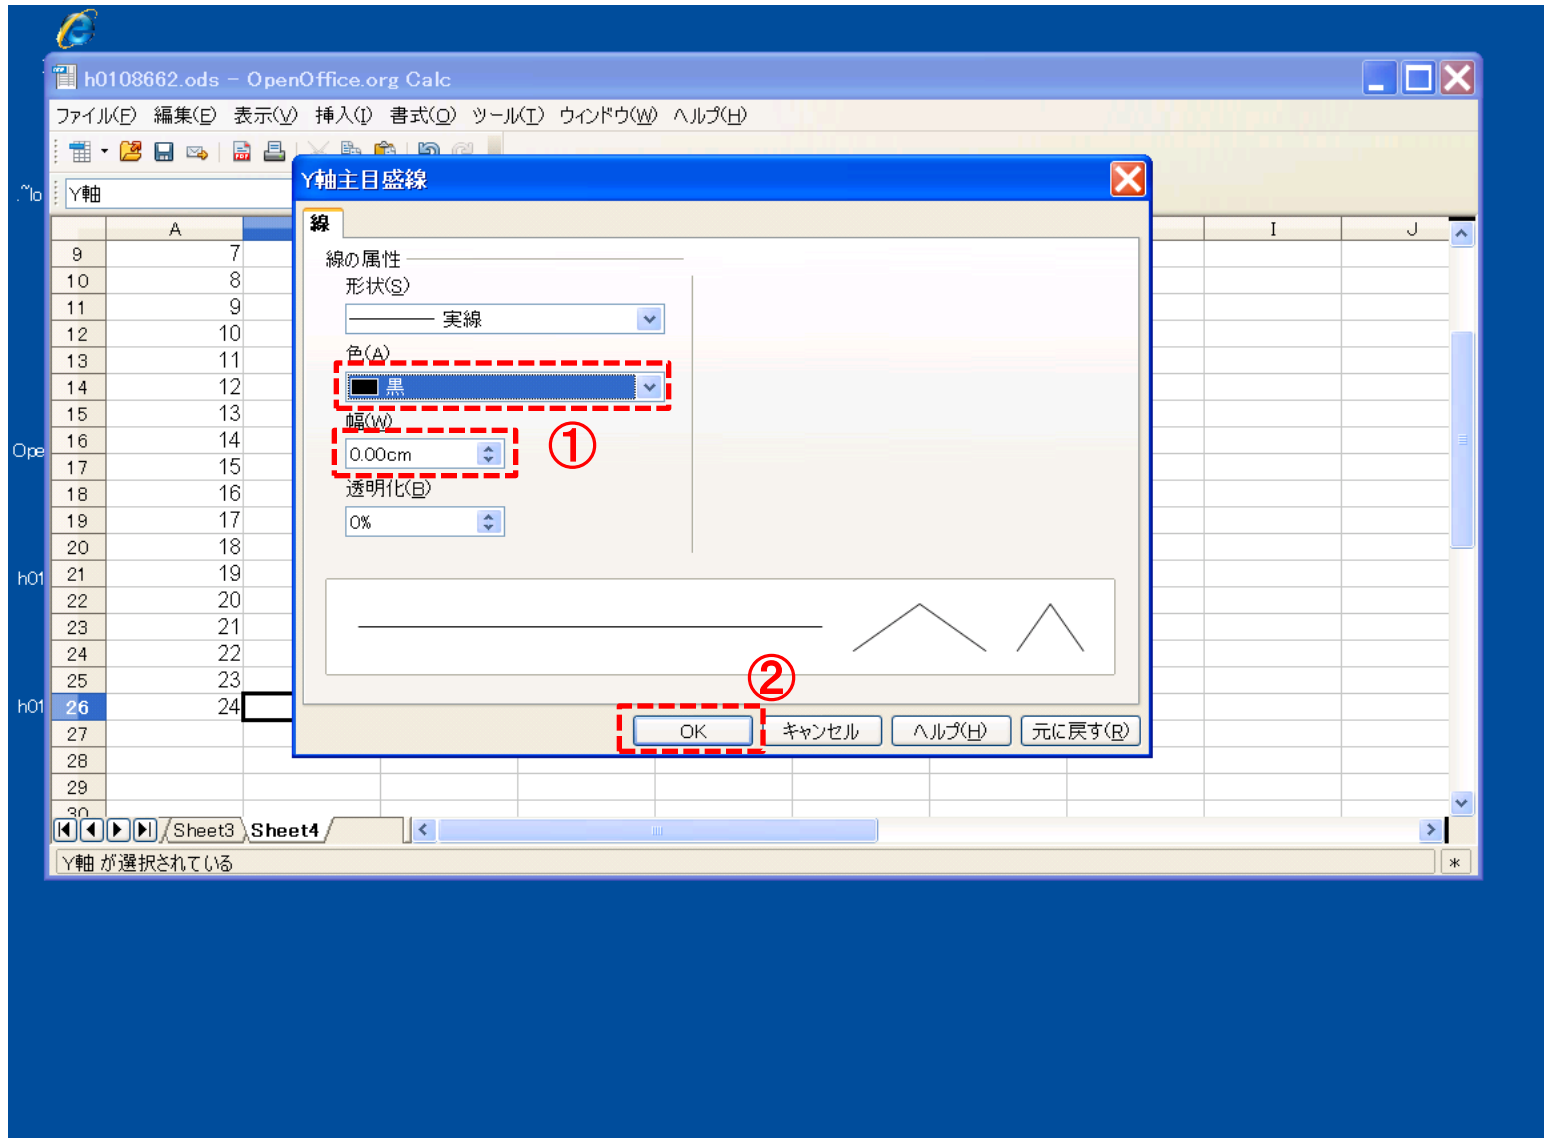 h0108662.ods - OpenOffice.org Calc
ファイル(F) 編集(E) 表示(V) 挿入(I) 書式(O) ツール(T) ウィンドウ(W) ヘルプ(H)
.~lo
Y軸
Y軸主目盛線
線
線の属性
形状(S)
実線
色(A)
黒
幅(W)
①
0.00cm
透明化(B)
0%
②
OK キャンセル ヘルプ(H) 元に戻す(R)
A I J
9 7
10 8
11 9
12 10
13 11
14 12
15 13
16 14
Ope
17 15
18 16
19 17
20 18
h01
21 19
22 20
23 21
24 22
25 23
h01
26 24
27
28
29
30
Sheet3 Sheet4
Y軸 が選択されている
*